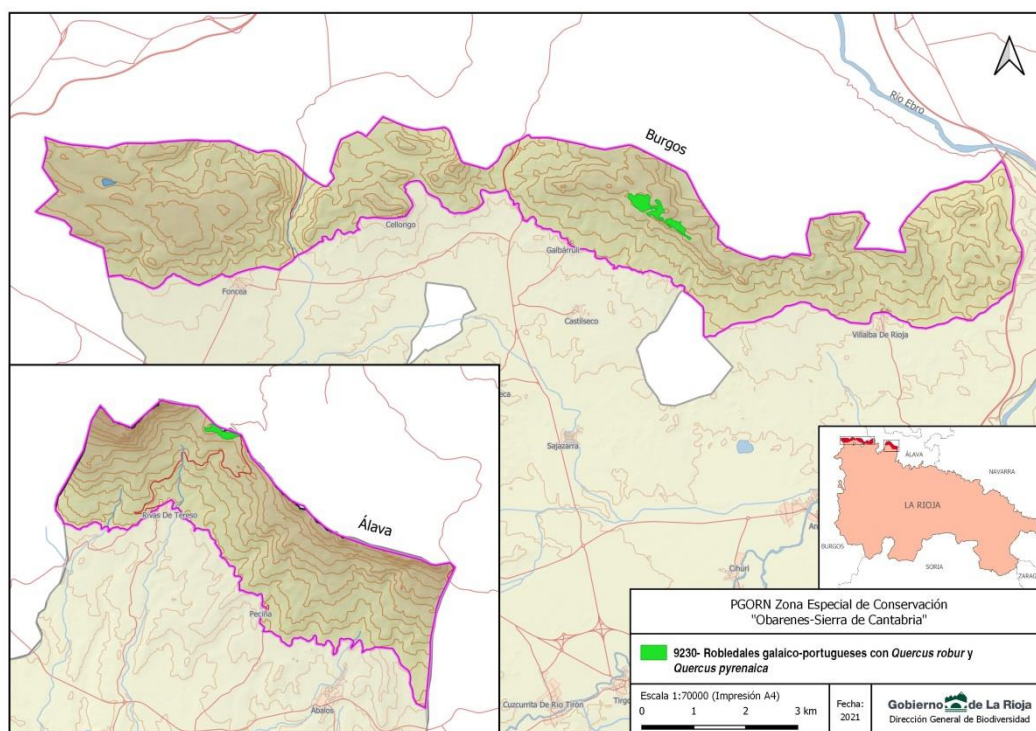 Burgos
Río Ebro
Cellorigo
Foncea
Galbárruli
Castilseco
Villalba De Rioja
Sajazarra
Cihuri
Cuzcurrita De Río Tirón
Tirgo
Rivas De Tereso
Álava
Peciña
Ábalos
ÁLAVA
NAVARRA
LA RIOJA
BURGOS
SORIA
ZARAG
PGORN Zona Especial de Conservación
"Obarenes-Sierra de Cantabria"
9230- Robledales galaico-portugueses con Quercus robur y
Quercus pyrenaica
Escala 1:70000 (Impresión A4)
0 1 2 3 km
Fecha:
2021
Gobierno de La Rioja
Dirección General de Biodiversidad